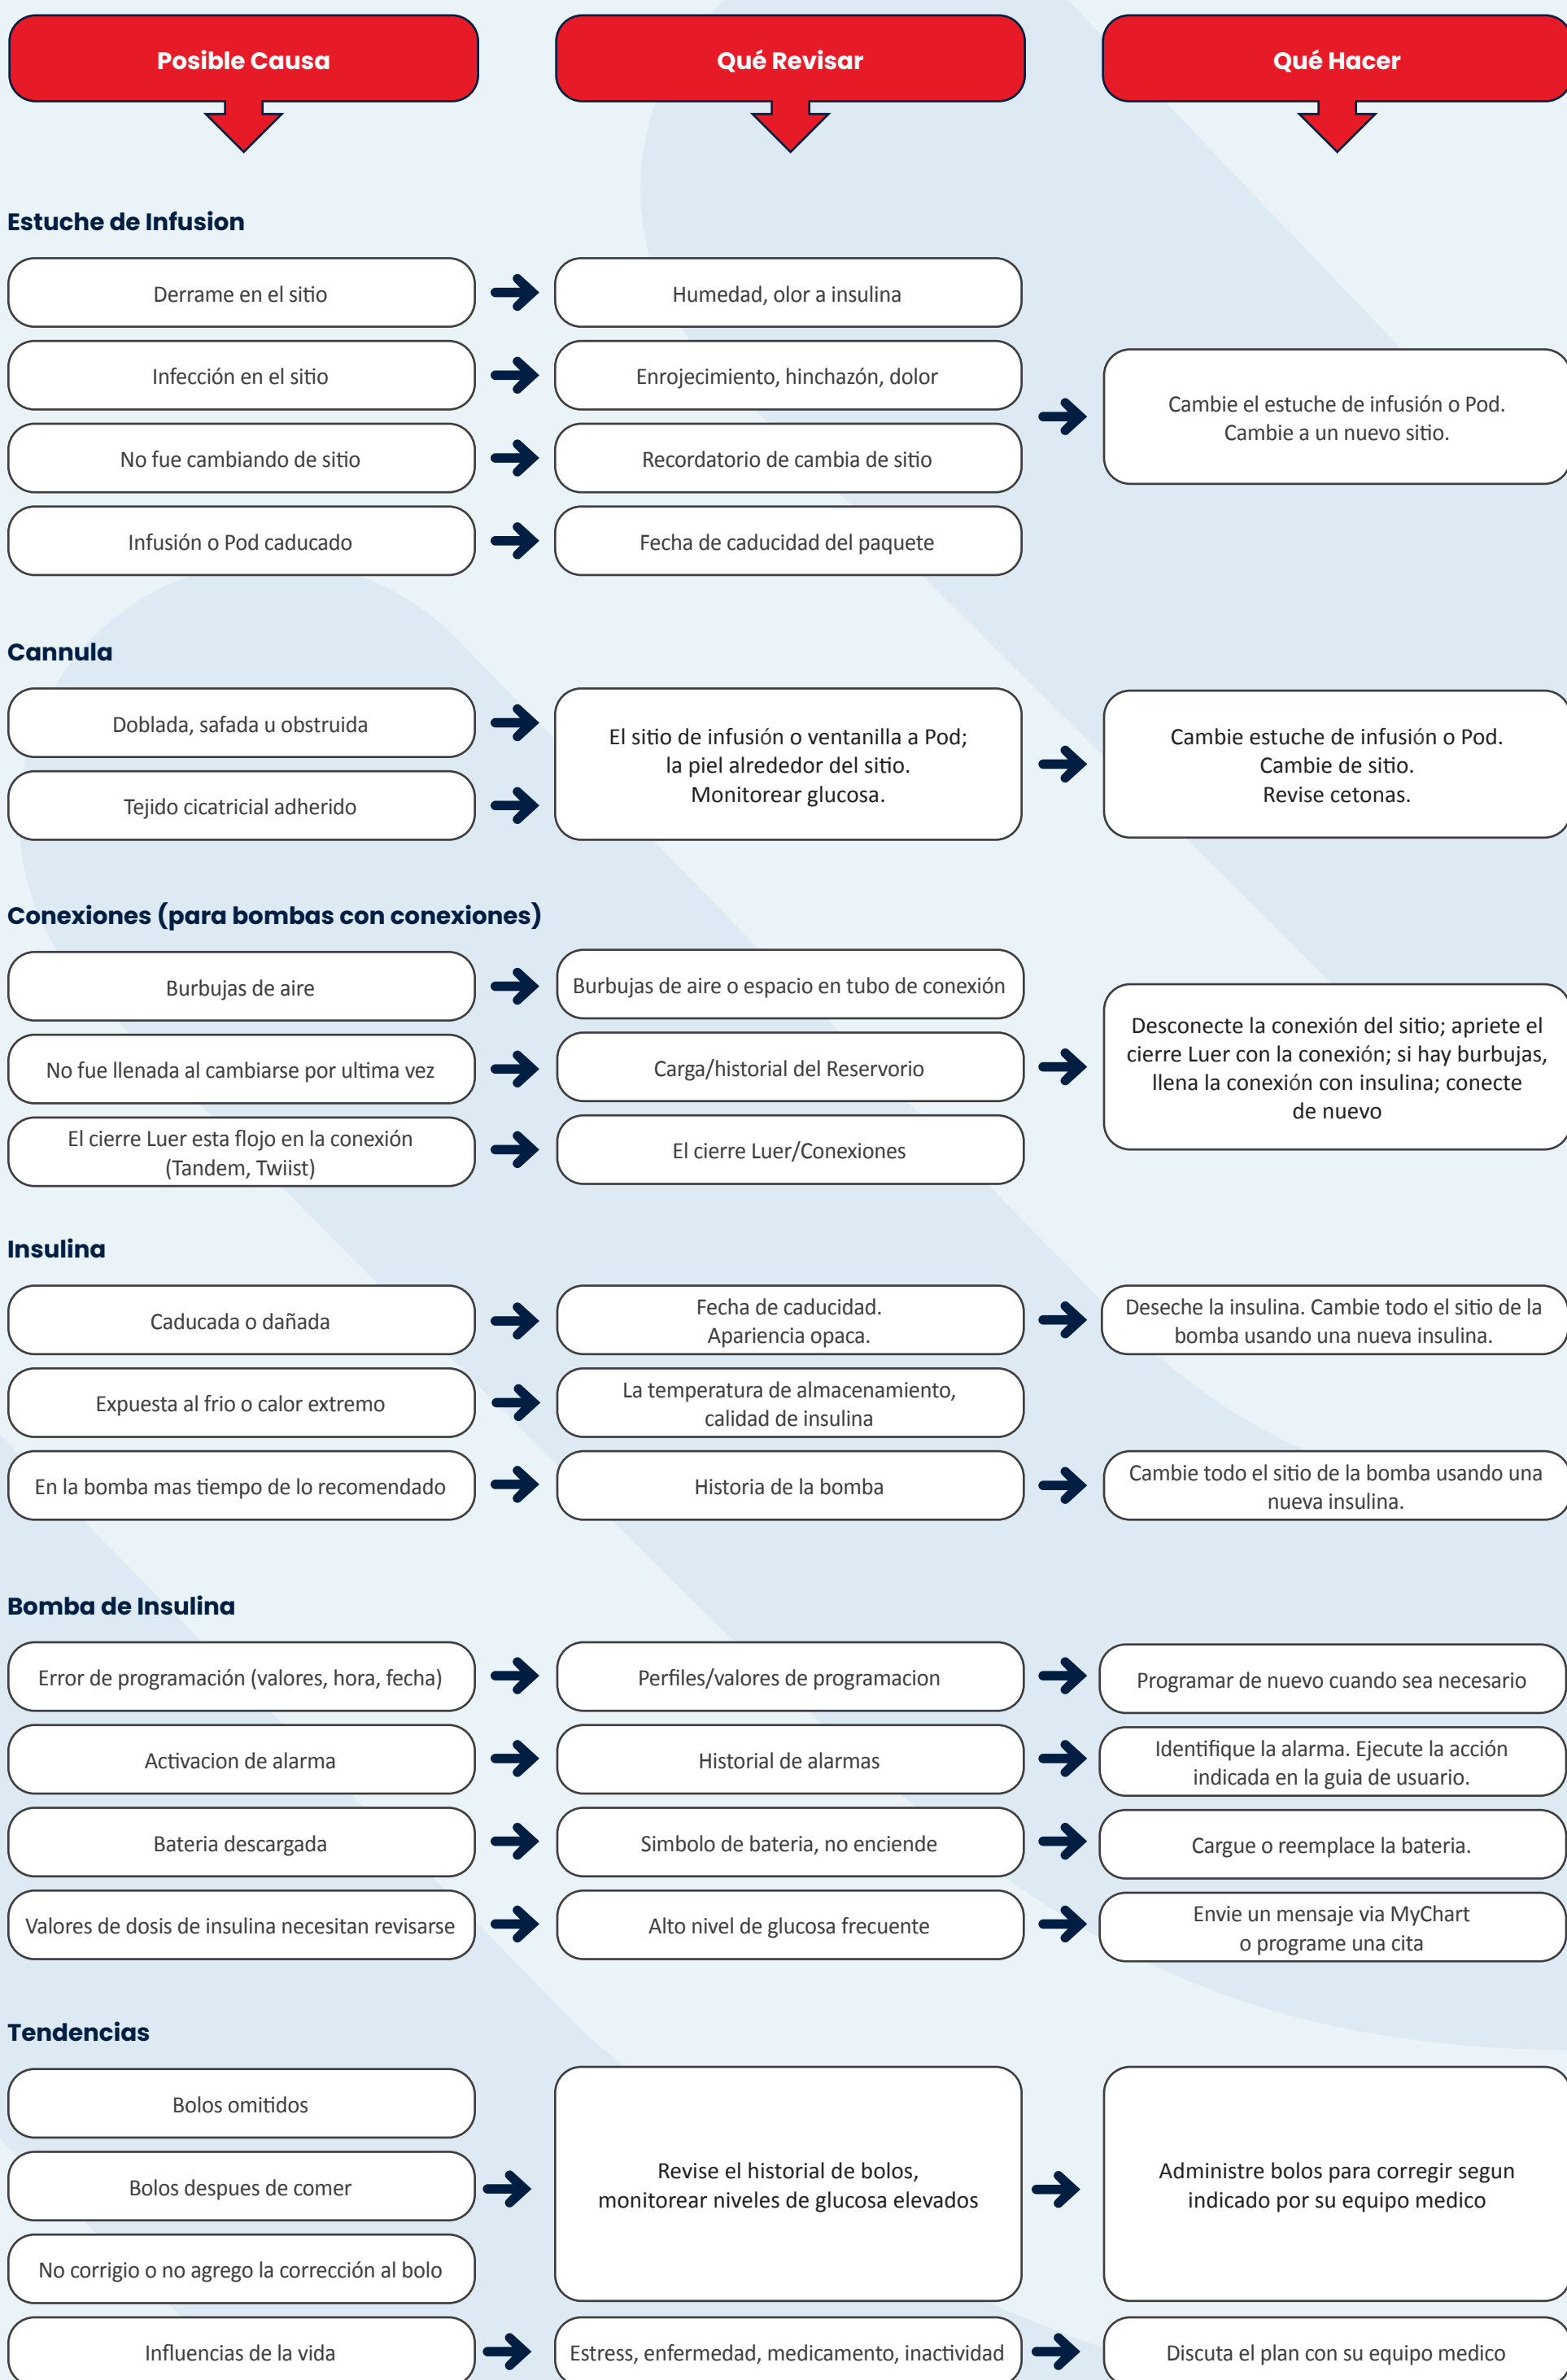 Posible Causa
Qué Revisar
Qué Hacer
Estuche de Infusion
Derrame en el sitio
Humedad, olor a insulina
Infección en el sitio
Enrojecimiento, hinchazón, dolor
No fue cambiando de sitio
Recordatorio de cambia de sitio
Infusión o Pod caducado
Fecha de caducidad del paquete
Cambie el estuche de infusión o Pod.
Cambie a un nuevo sitio.
Cannula
Doblada, safada u obstruida
Tejido cicatricial adherido
El sitio de infusión o ventanilla a Pod;
la piel alrededor del sitio.
Monitorear glucosa.
Cambie estuche de infusión o Pod.
Cambie de sitio.
Revise cetonas.
Conexiones (para bombas con conexiones)
Burbujas de aire
Burbujas de aire o espacio en tubo de conexión
No fue llenada al cambiarse por ultima vez
Carga/historial del Reservorio
El cierre Luer esta flojo en la conexión
(Tandem, Twiist)
El cierre Luer/Conexiones
Desconecte la conexión del sitio; apriete el
cierre Luer con la conexión; si hay burbujas,
llena la conexión con insulina; conecte
de nuevo
Insulina
Caducada o dañada
Fecha de caducidad.
Apariencia opaca.
Deseche la insulina. Cambie todo el sitio de la
bomba usando una nueva insulina.
Expuesta al frio o calor extremo
La temperatura de almacenamiento,
calidad de insulina
En la bomba mas tiempo de lo recomendado
Historia de la bomba
Cambie todo el sitio de la bomba usando una
nueva insulina.
Bomba de Insulina
Error de programación (valores, hora, fecha)
Perfiles/valores de programacion
Programar de nuevo cuando sea necesario
Activacion de alarma
Historial de alarmas
Identifique la alarma. Ejecute la acción
indicada en la guia de usuario.
Bateria descargada
Simbolo de bateria, no enciende
Cargue o reemplace la bateria.
Valores de dosis de insulina necesitan revisarse
Alto nivel de glucosa frecuente
Envie un mensaje via MyChart
o programe una cita
Tendencias
Bolos omitidos
Bolos despues de comer
No corrigio o no agrego la corrección al bolo
Revise el historial de bolos,
monitorear niveles de glucosa elevados
Administre bolos para corregir segun
indicado por su equipo medico
Influencias de la vida
Estress, enfermedad, medicamento, inactividad
Discuta el plan con su equipo medico